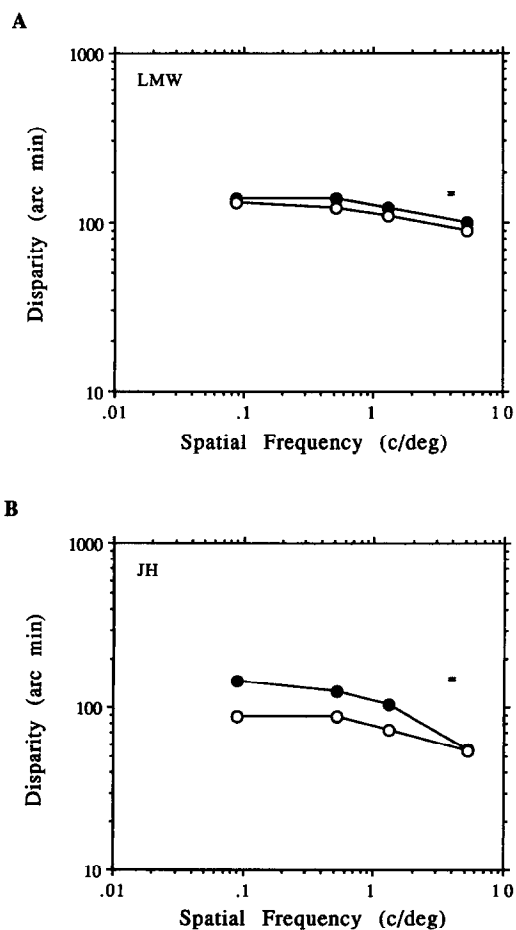 A
1000
LMW
Disparity (arc min)
100
10
.01 .1 1 10
Spatial Frequency (c/deg)
B
1000
JH
Disparity (arc min)
100
10
.01 .1 1 10
Spatial Frequency (c/deg)